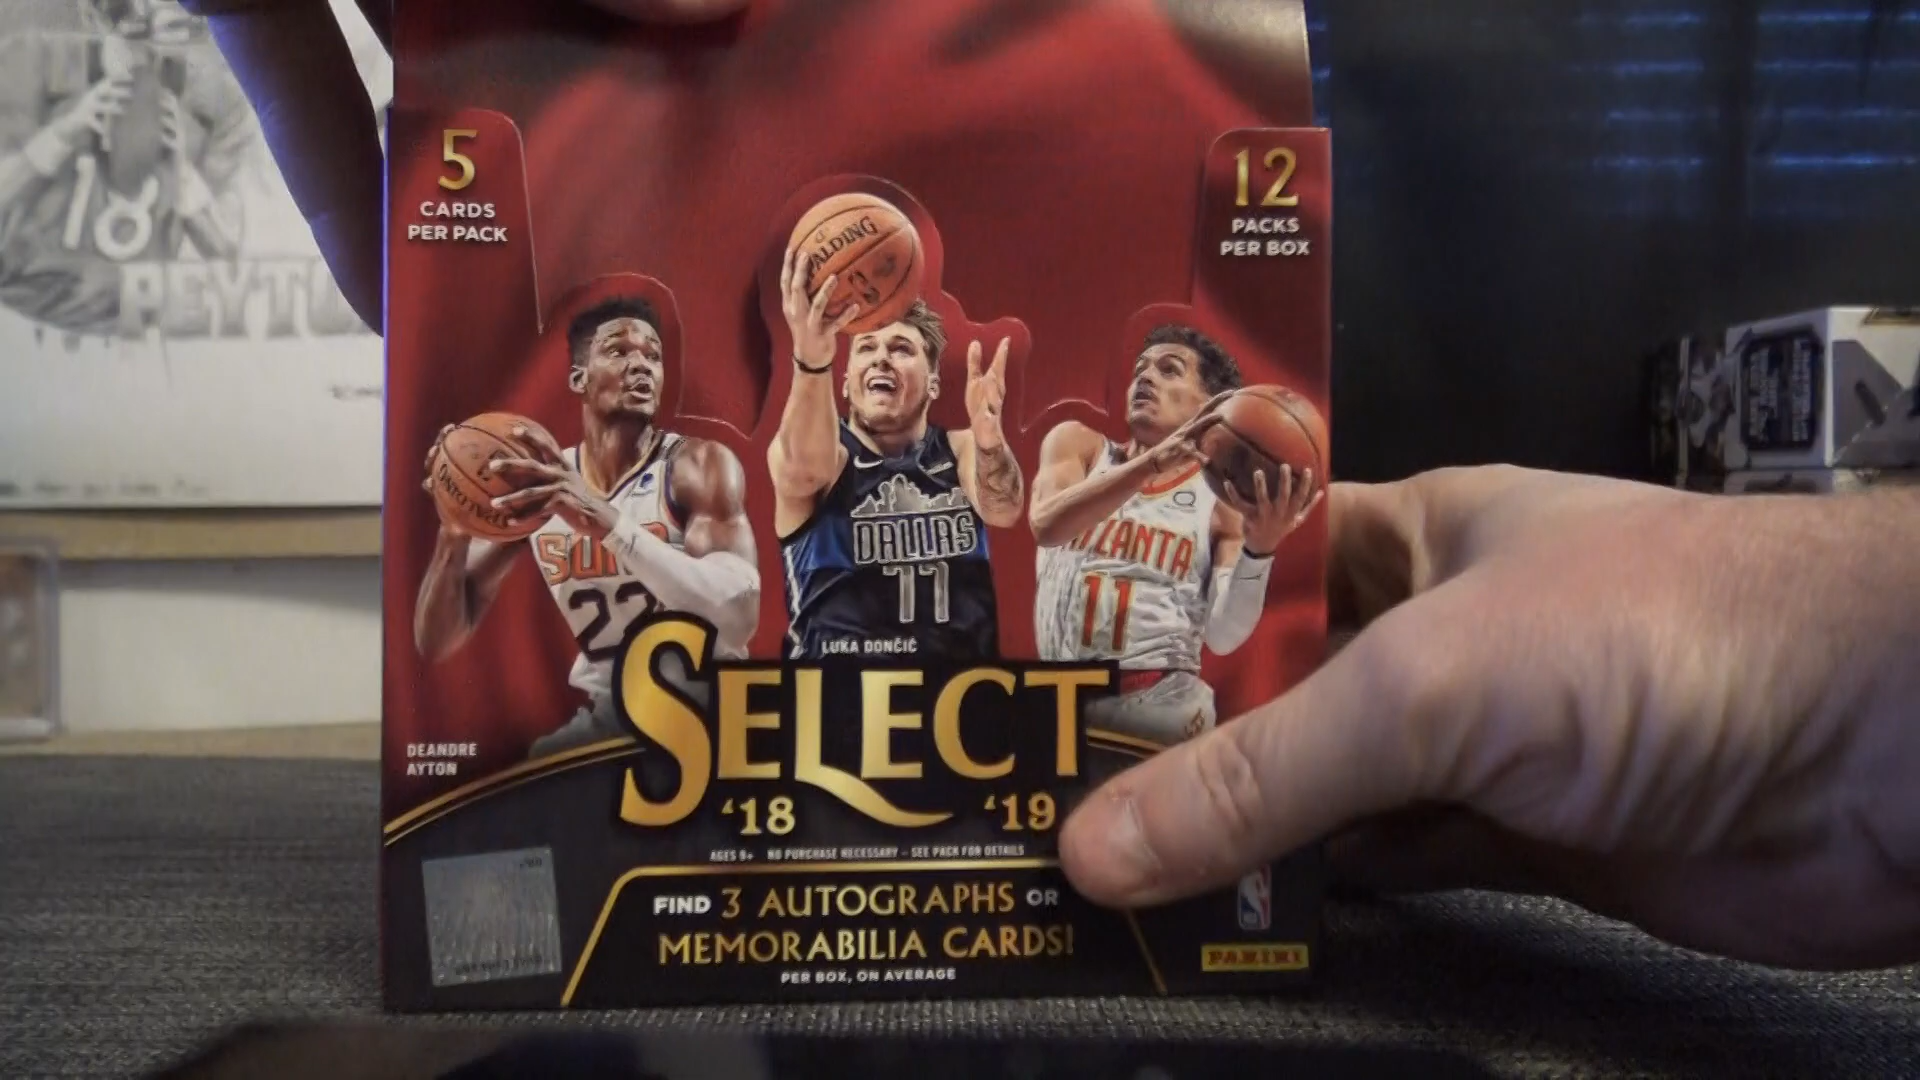 5
CARDS
PER PACK
12
PACKS
PER BOX
18
PEYTO
SPALDING
SUNS
22
DALLAS
77
ATLANTA
11
LUKA DONČIĆ
DEANDRE
AYTON
SELECT
'18 '19
AGES 9+ NO PURCHASE NECESSARY - SEE PACK FOR DETAILS
FIND 3 AUTOGRAPHS OR
MEMORABILIA CARDS!
PER BOX, ON AVERAGE
PANINI